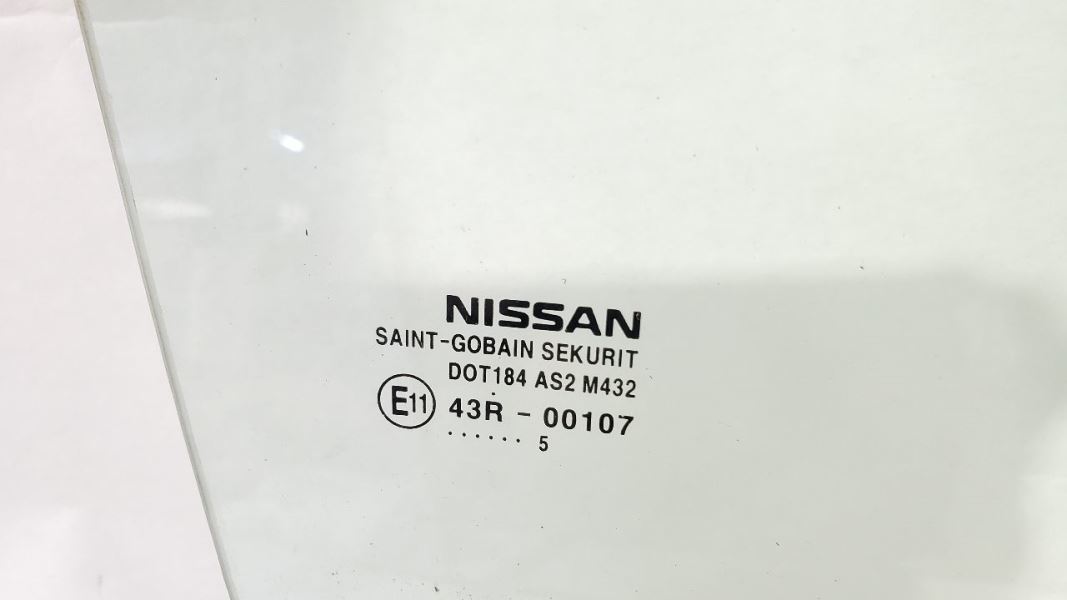 NISSAN
SAINT-GOBAIN SEKURIT
DOT184 AS2 M432
E11 43R - 00107
...... 5